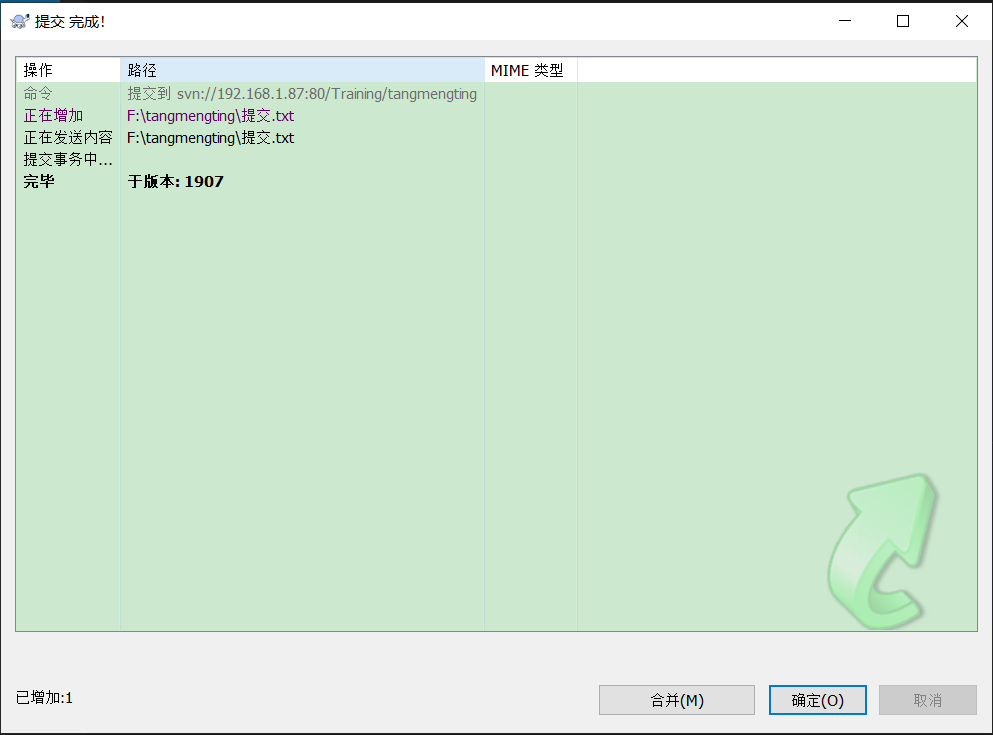 提交 完成!
操作 路径 MIME 类型
命令 提交到 svn://192.168.1.87:80/Training/tangmengting
正在增加 F:\tangmengting\提交.txt
正在发送内容 F:\tangmengting\提交.txt
提交事务中...
完毕 于版本: 1907
已增加:1 合并(M) 确定(O) 取消